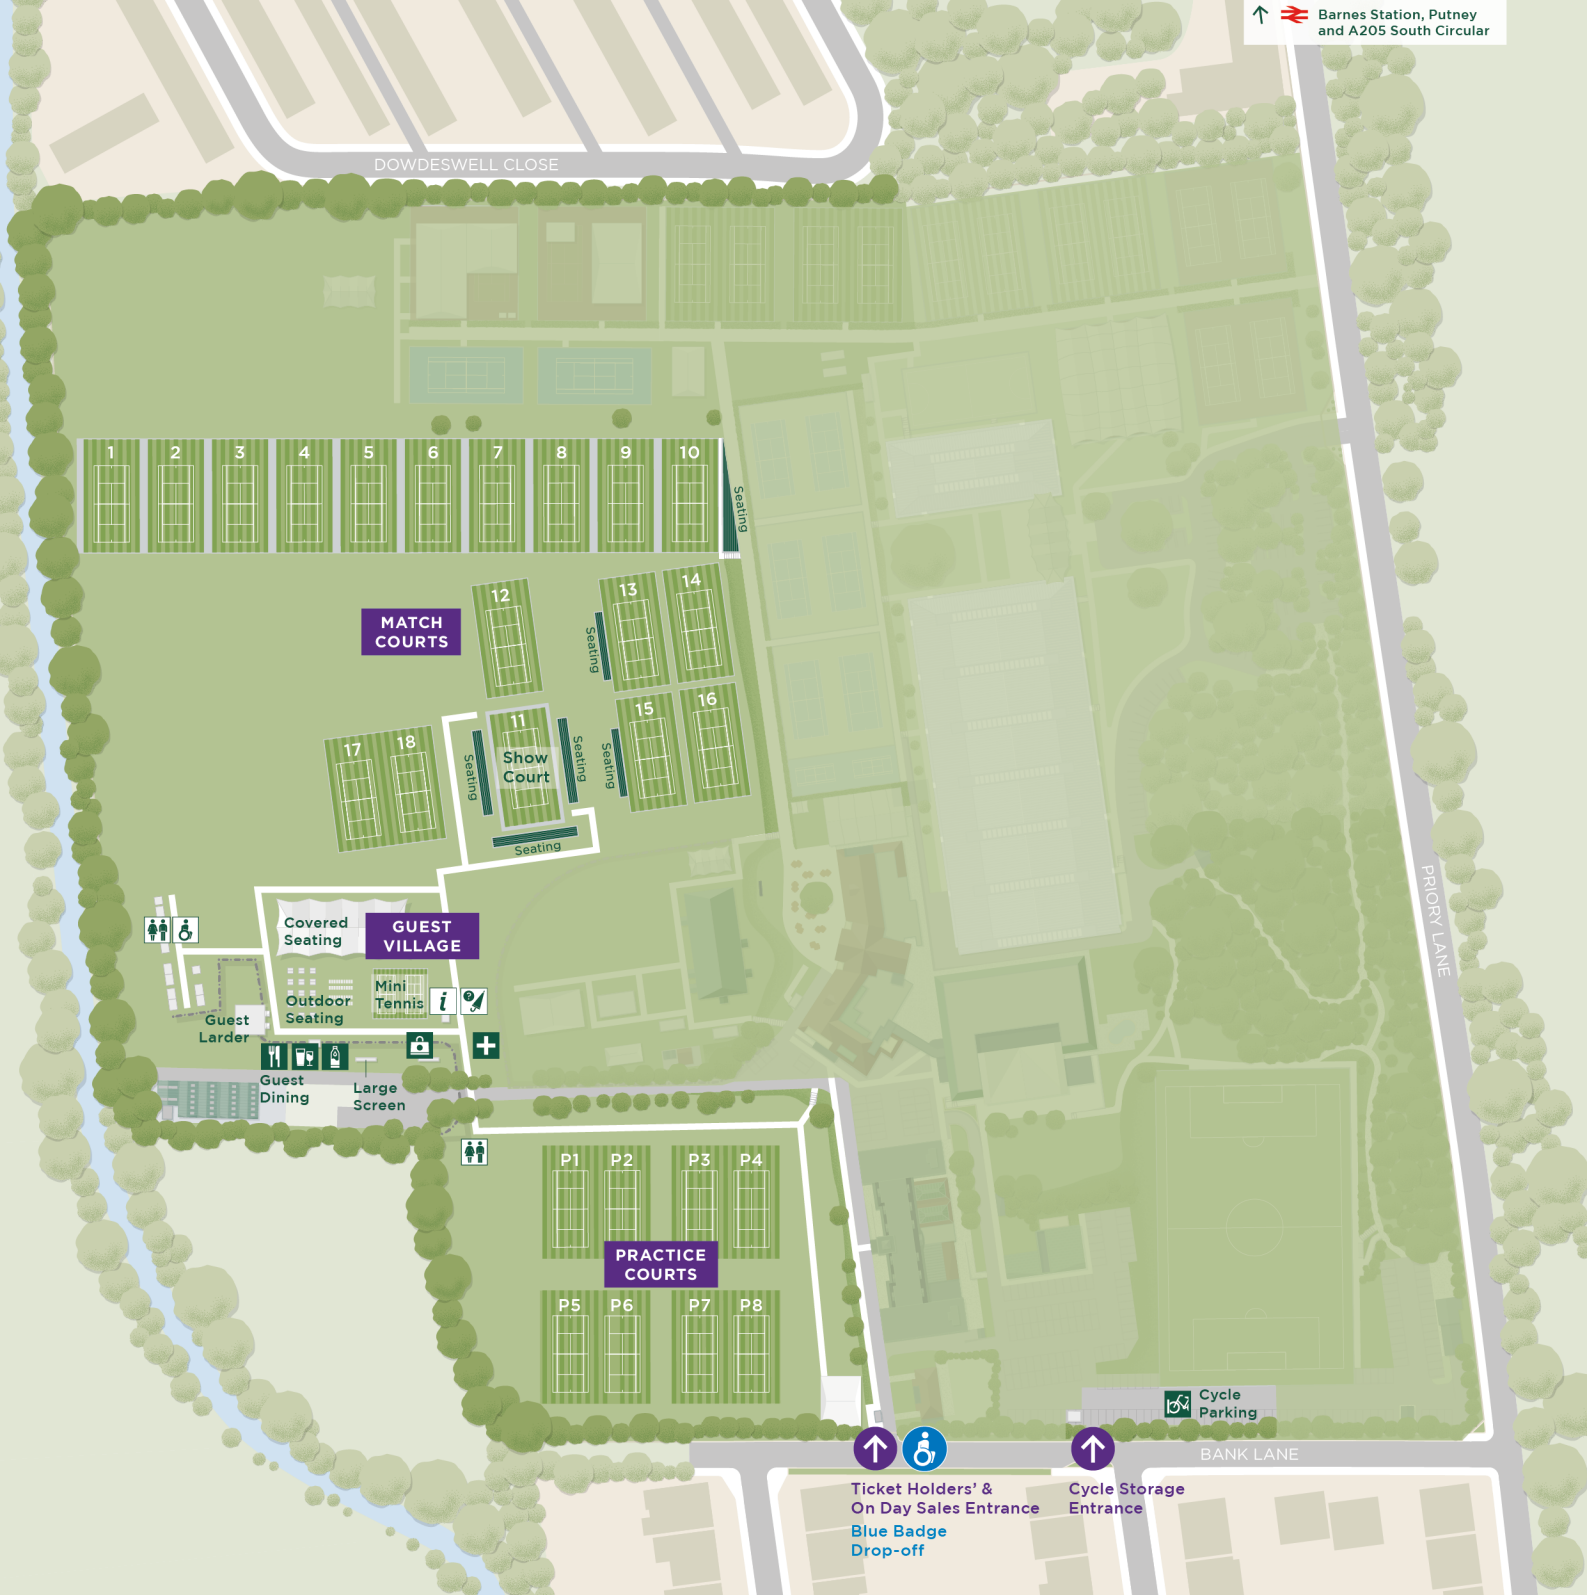 Barnes Station, Putney
and A205 South Circular
DOWDESWELL CLOSE
1
2
3
4
5
6
7
8
9
10
Seating
MATCH
COURTS
12
13
14
Seating
11
Show
Court
Seating
Seating
Seating
15
16
Seating
17
18
PRIORY LANE
Covered
Seating
GUEST
VILLAGE
Mini
Tennis
i
?
Outdoor
Seating
Guest
Larder
Guest
Dining
Large
Screen
P1
P2
P3
P4
PRACTICE
COURTS
P5
P6
P7
P8
Cycle
Parking
BANK LANE
Ticket Holders’ &
On Day Sales Entrance
Blue Badge
Drop-off
Cycle Storage
Entrance